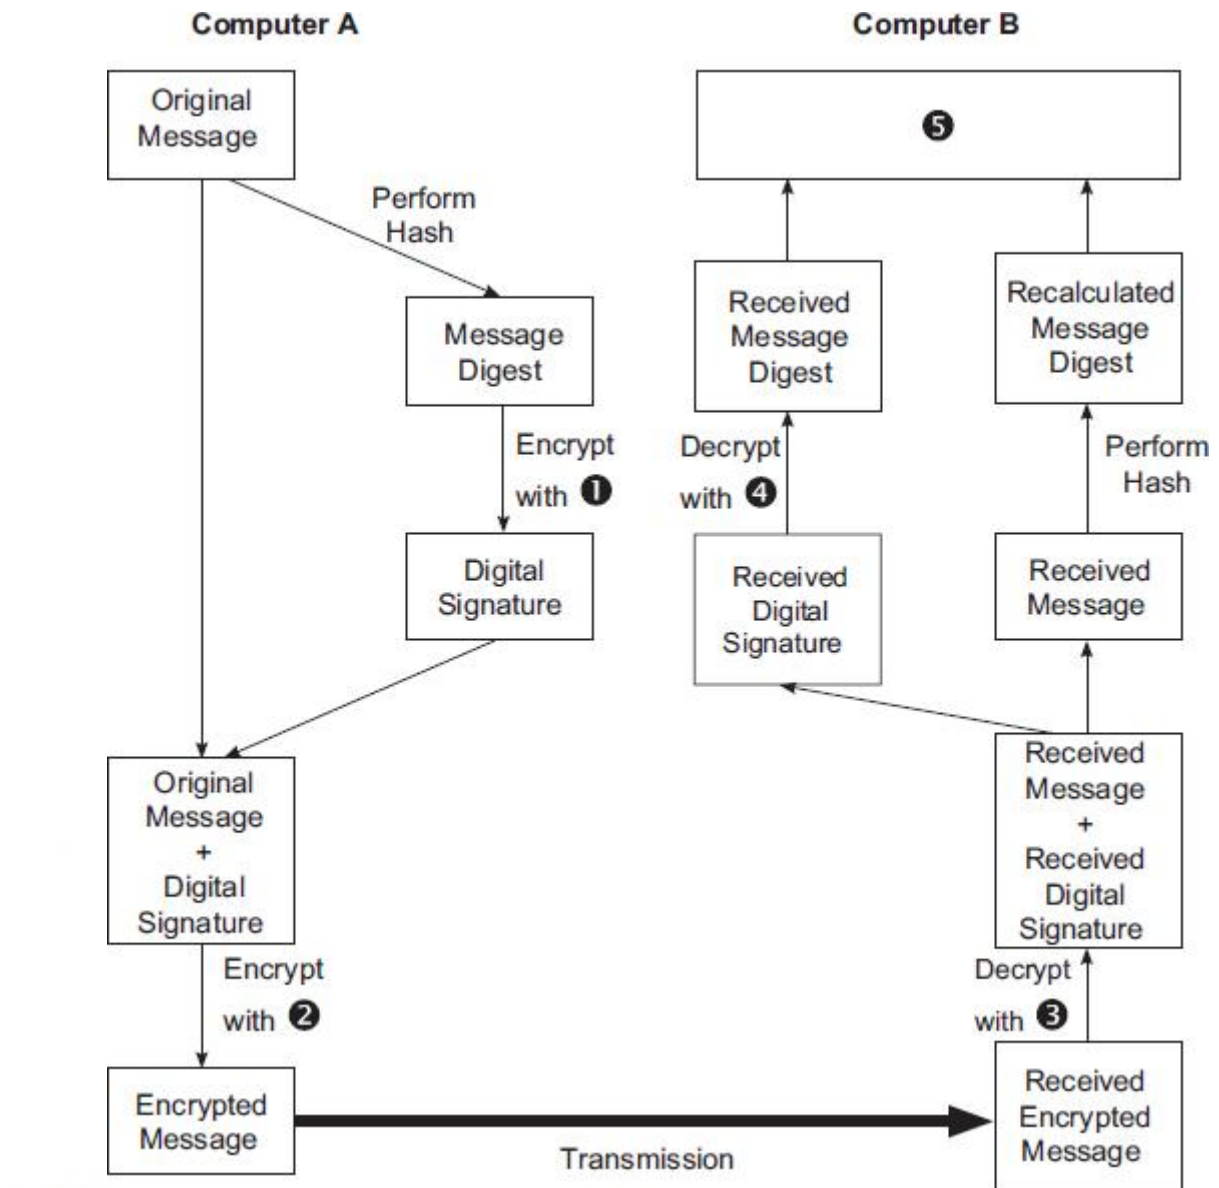 Computer A
Original
Message
Perform
Hash
Message
Digest
Encrypt
with ❶
Digital
Signature
Original
Message
+
Digital
Signature
Encrypt
with ❷
Encrypted
Message
Transmission
Computer B
❺
Received
Message
Digest
Recalculated
Message
Digest
Decrypt
with ❹
Perform
Hash
Received
Digital
Signature
Received
Message
Received
Message
+
Received
Digital
Signature
Decrypt
with ❸
Received
Encrypted
Message